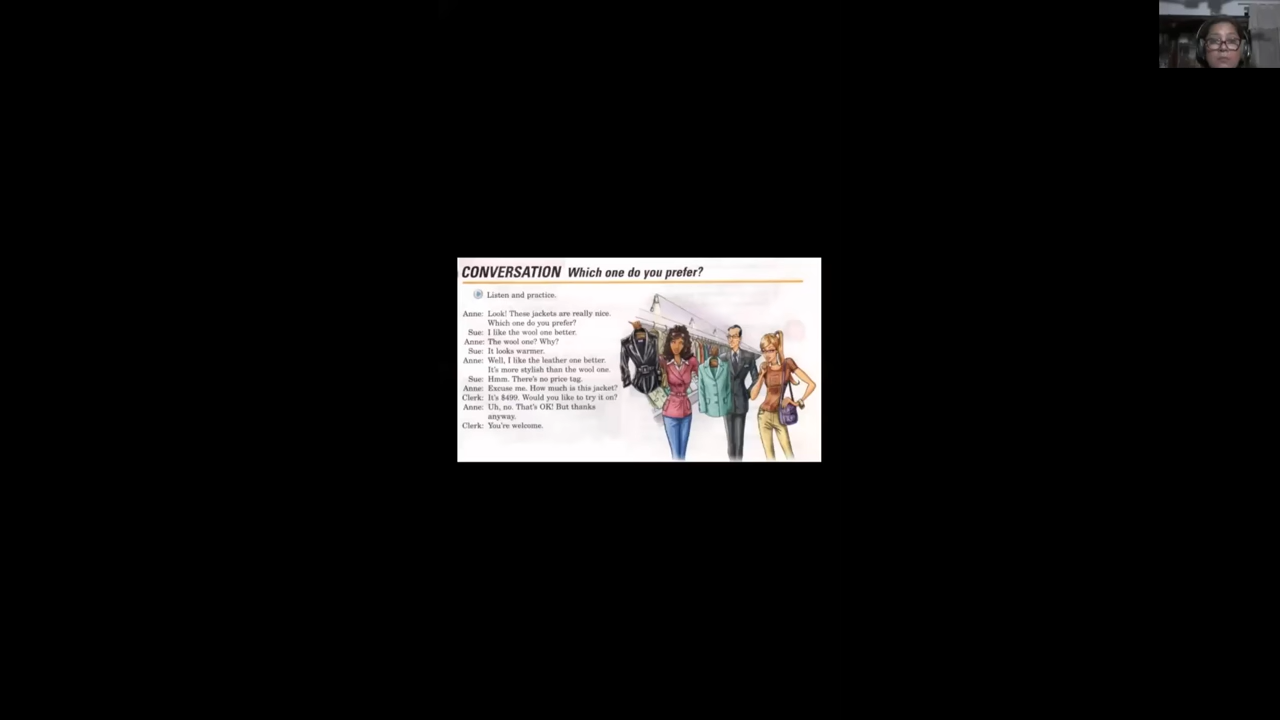 CONVERSATION Which one do you prefer?
Listen and practice.
Anne: Look! These jackets are really nice.
Which one do you prefer?
Sue: I like the wool one better.
Anne: The wool one? Why?
Sue: It looks warmer.
Anne: Well, I like the leather one better.
It's more stylish than the wool one.
Sue: Hmm. There's no price tag.
Anne: Excuse me. How much is this jacket?
Clerk: It's $499. Would you like to try it on?
Anne: Uh, no. That's OK! But thanks
anyway.
Clerk: You're welcome.